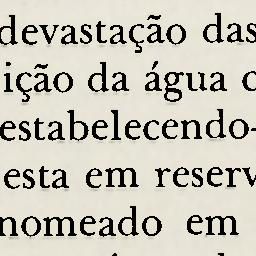 devastação das
ição da água
estabelecendo-
esta em reserv
nomeado em